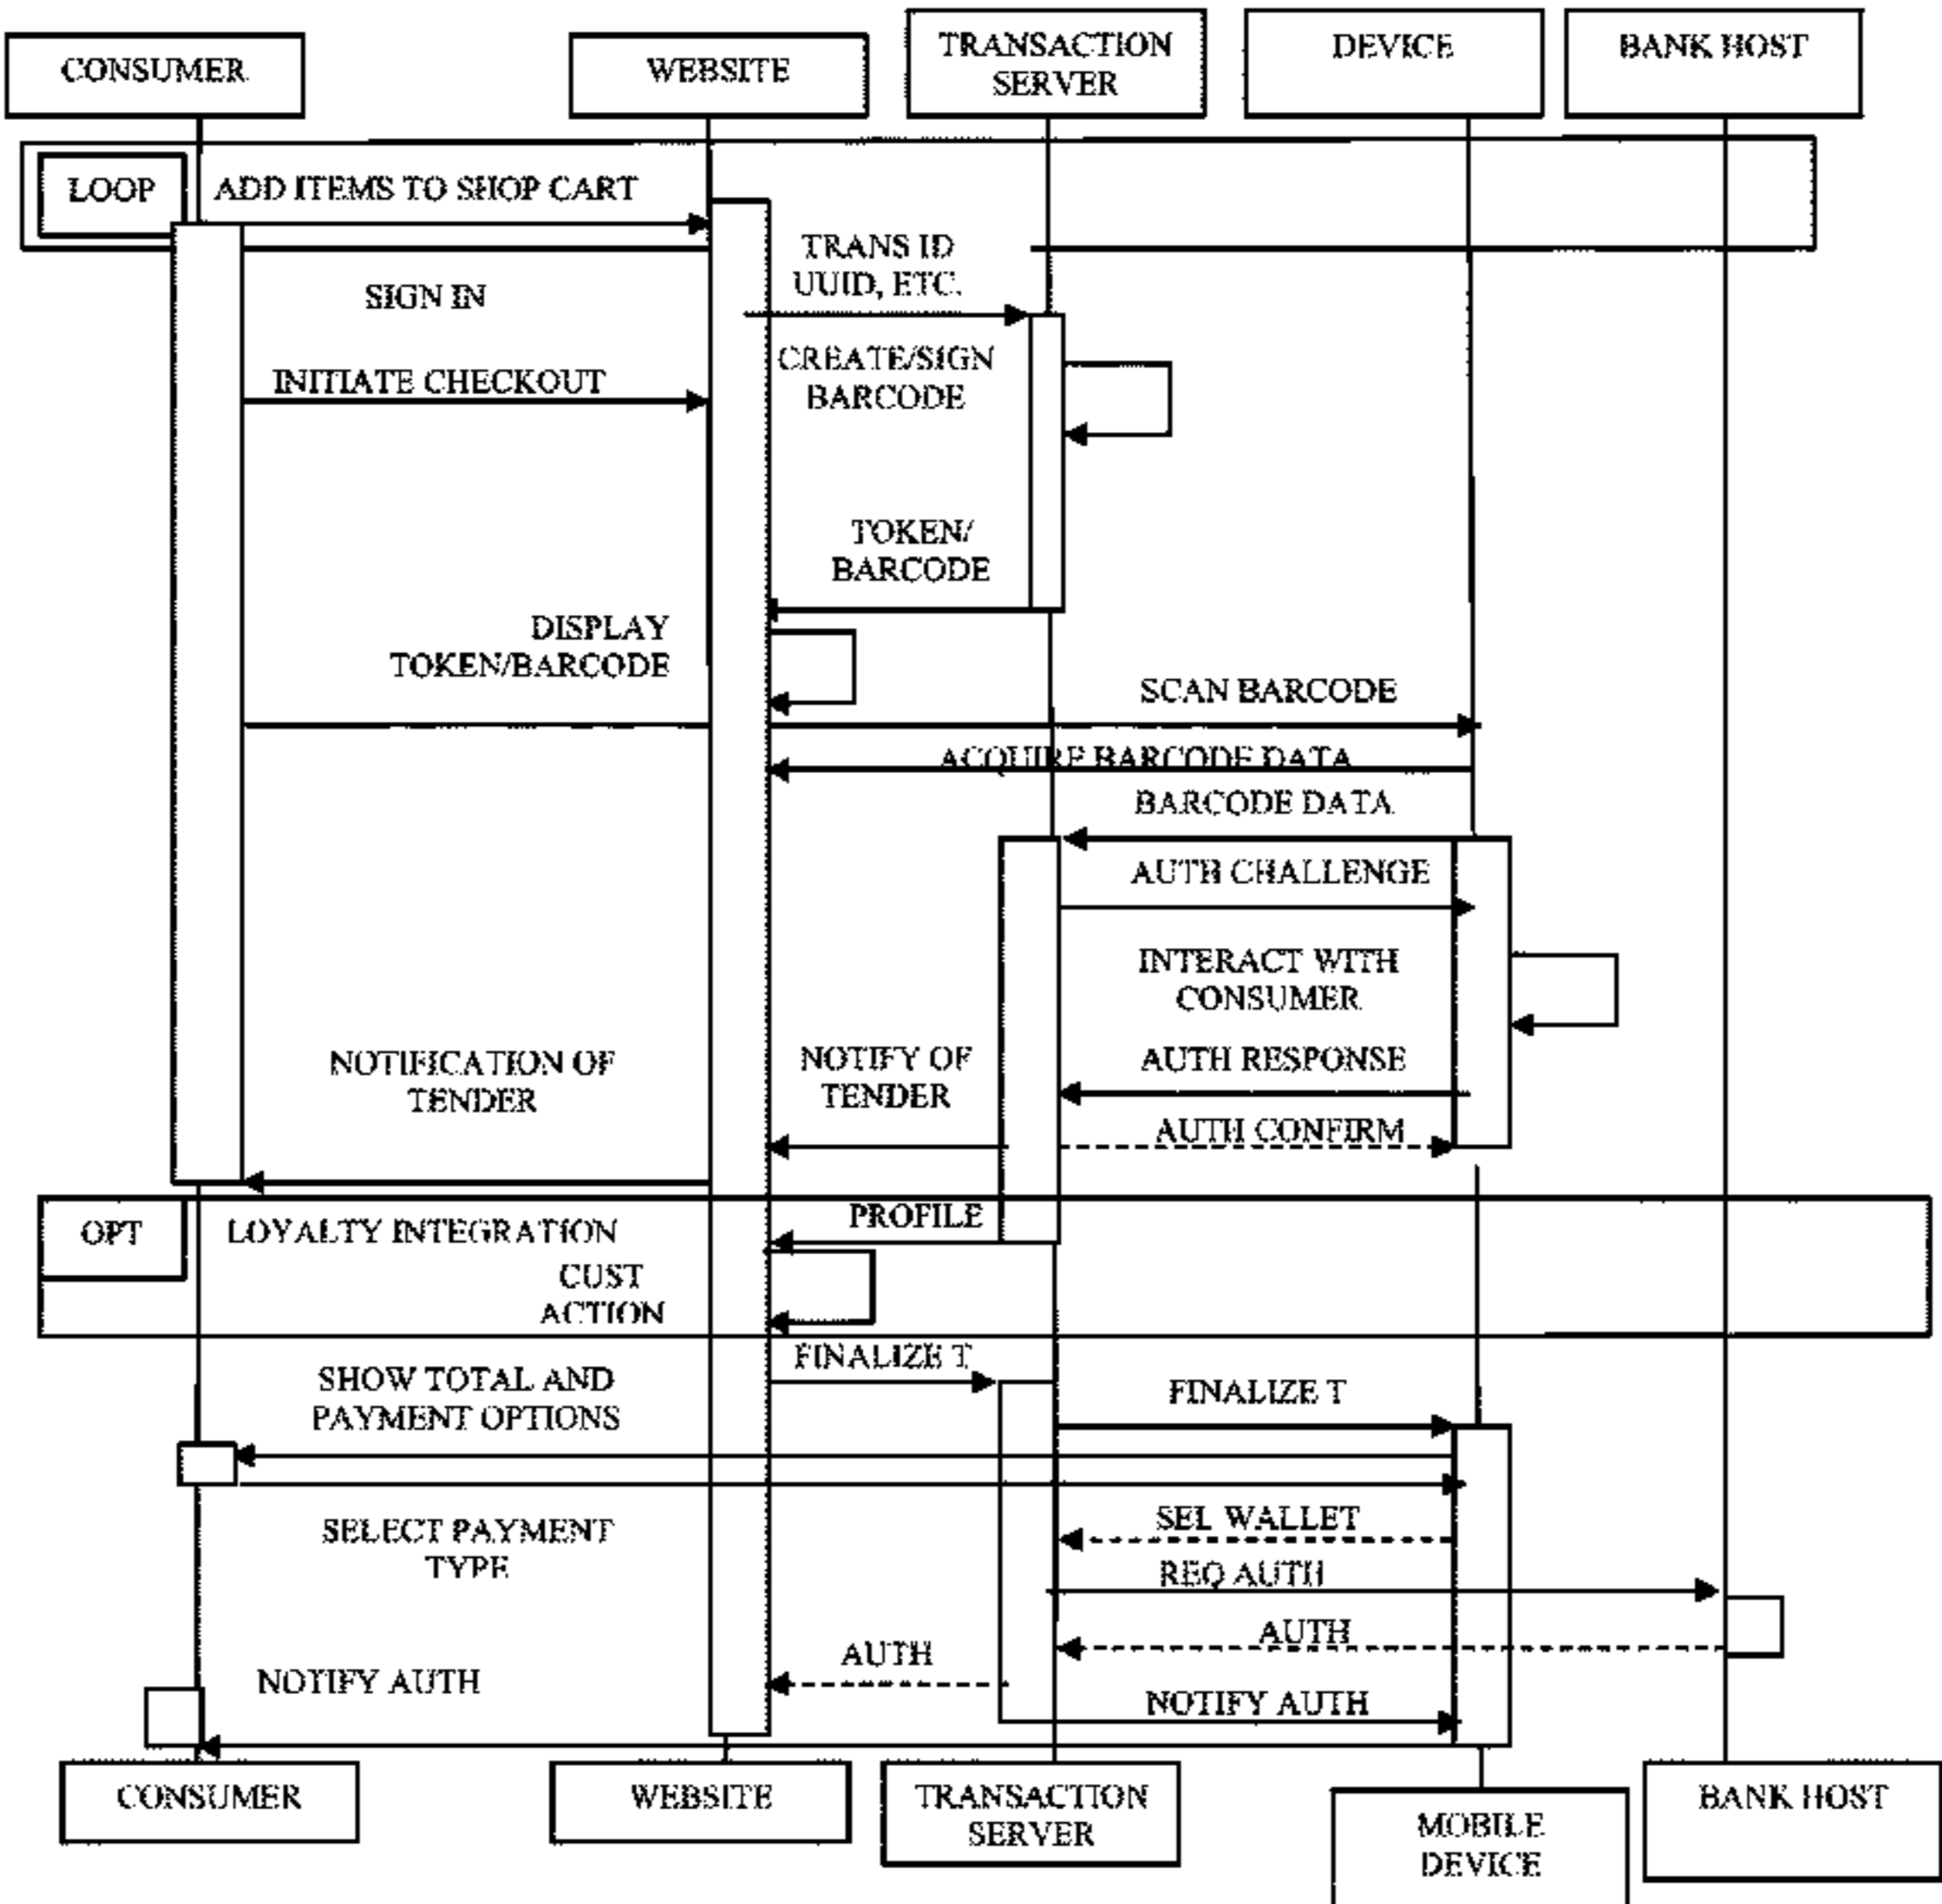 CONSUMER
WEBSITE
TRANSACTION
SERVER
DEVICE
BANK HOST
LOOP
ADD ITEMS TO SHOP CART
TRANS ID
UUID, ETC.
SIGN IN
CREATE/SIGN
BARCODE
INITIATE CHECKOUT
TOKEN/
BARCODE
DISPLAY
TOKEN/BARCODE
SCAN BARCODE
ACQUIRE BARCODE DATA
BARCODE DATA
AUTH CHALLENGE
INTERACT WITH
CONSUMER
NOTIFICATION OF
TENDER
NOTIFY OF
TENDER
AUTH RESPONSE
AUTH CONFIRM
OPT
LOYALTY INTEGRATION
PROFILE
CUST
ACTION
FINALIZE T
SHOW TOTAL AND
PAYMENT OPTIONS
FINALIZE T
SELECT PAYMENT
TYPE
SEL WALLET
REQ AUTH
AUTH
AUTH
NOTIFY AUTH
NOTIFY AUTH
CONSUMER
WEBSITE
TRANSACTION
SERVER
MOBILE
DEVICE
BANK HOST